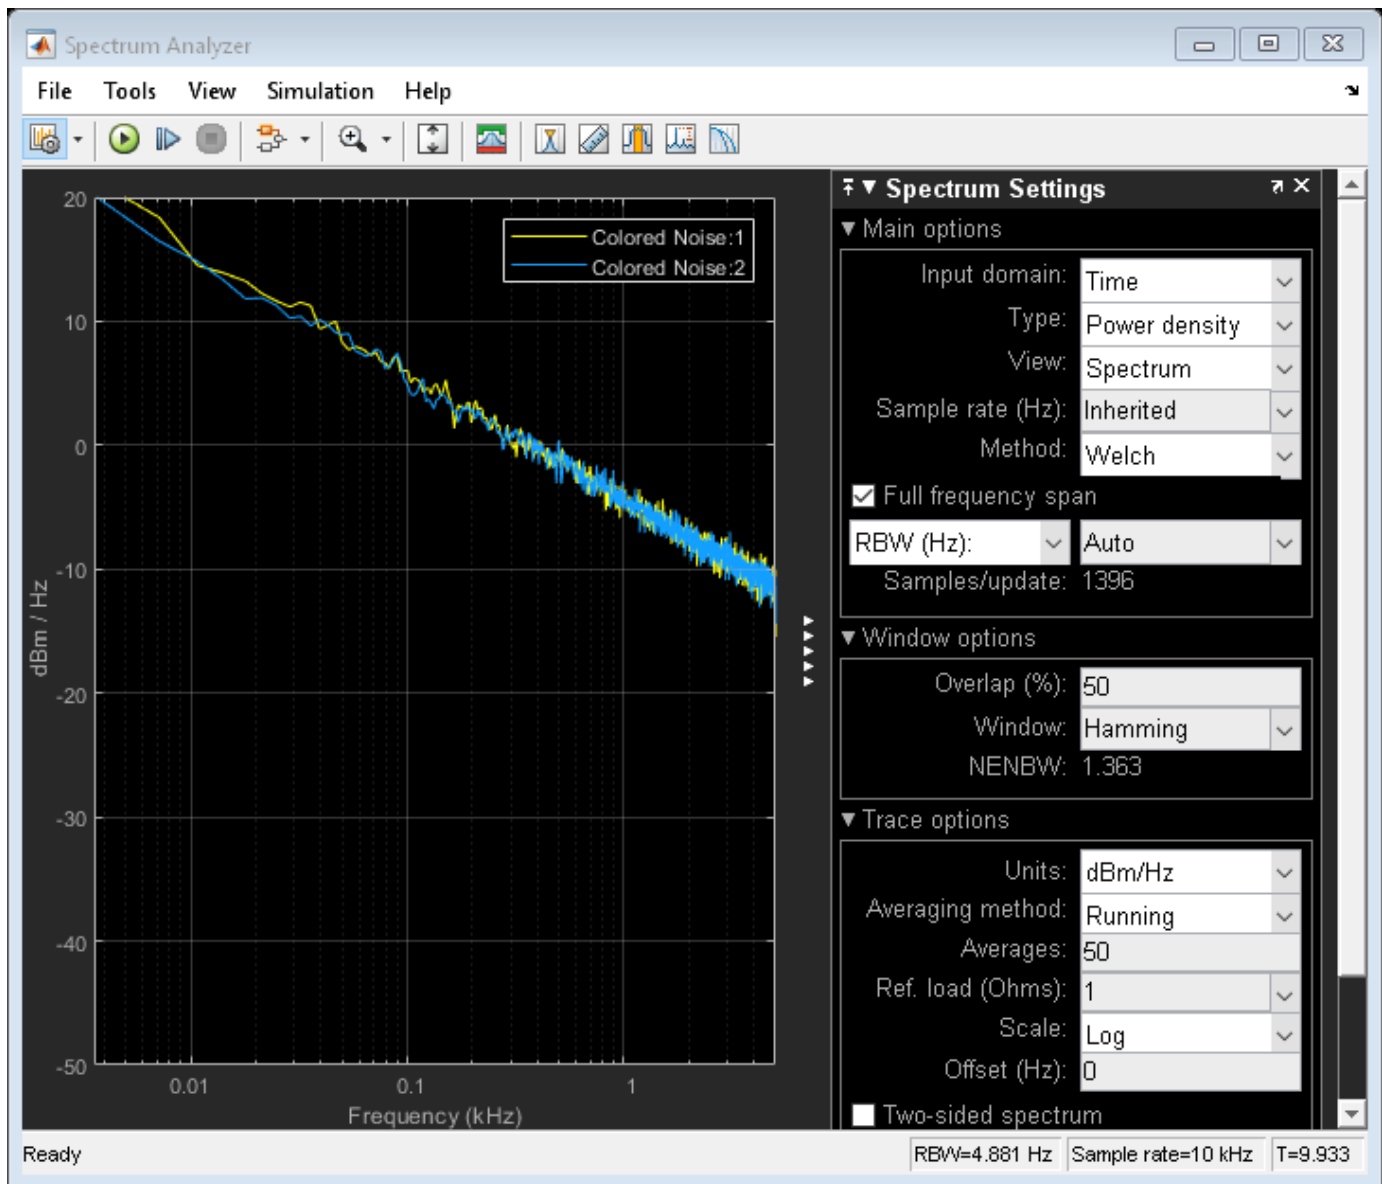 Spectrum Analyzer
File Tools View Simulation Help
20
10
0
-10
-20
-30
-40
-50
dBm / Hz
0.01 0.1 1
Frequency (kHz)
Colored Noise:1
Colored Noise:2
Spectrum Settings
Main options
Input domain: Time
Type: Power density
View: Spectrum
Sample rate (Hz): Inherited
Method: Welch
Full frequency span
RBW (Hz): Auto
Samples/update: 1396
Window options
Overlap (%): 50
Window: Hamming
NENBW: 1.363
Trace options
Units: dBm/Hz
Averaging method: Running
Averages: 50
Ref. load (Ohms): 1
Scale: Log
Offset (Hz): 0
Two-sided spectrum
Ready RBW=4.881 Hz Sample rate=10 kHz T=9.933